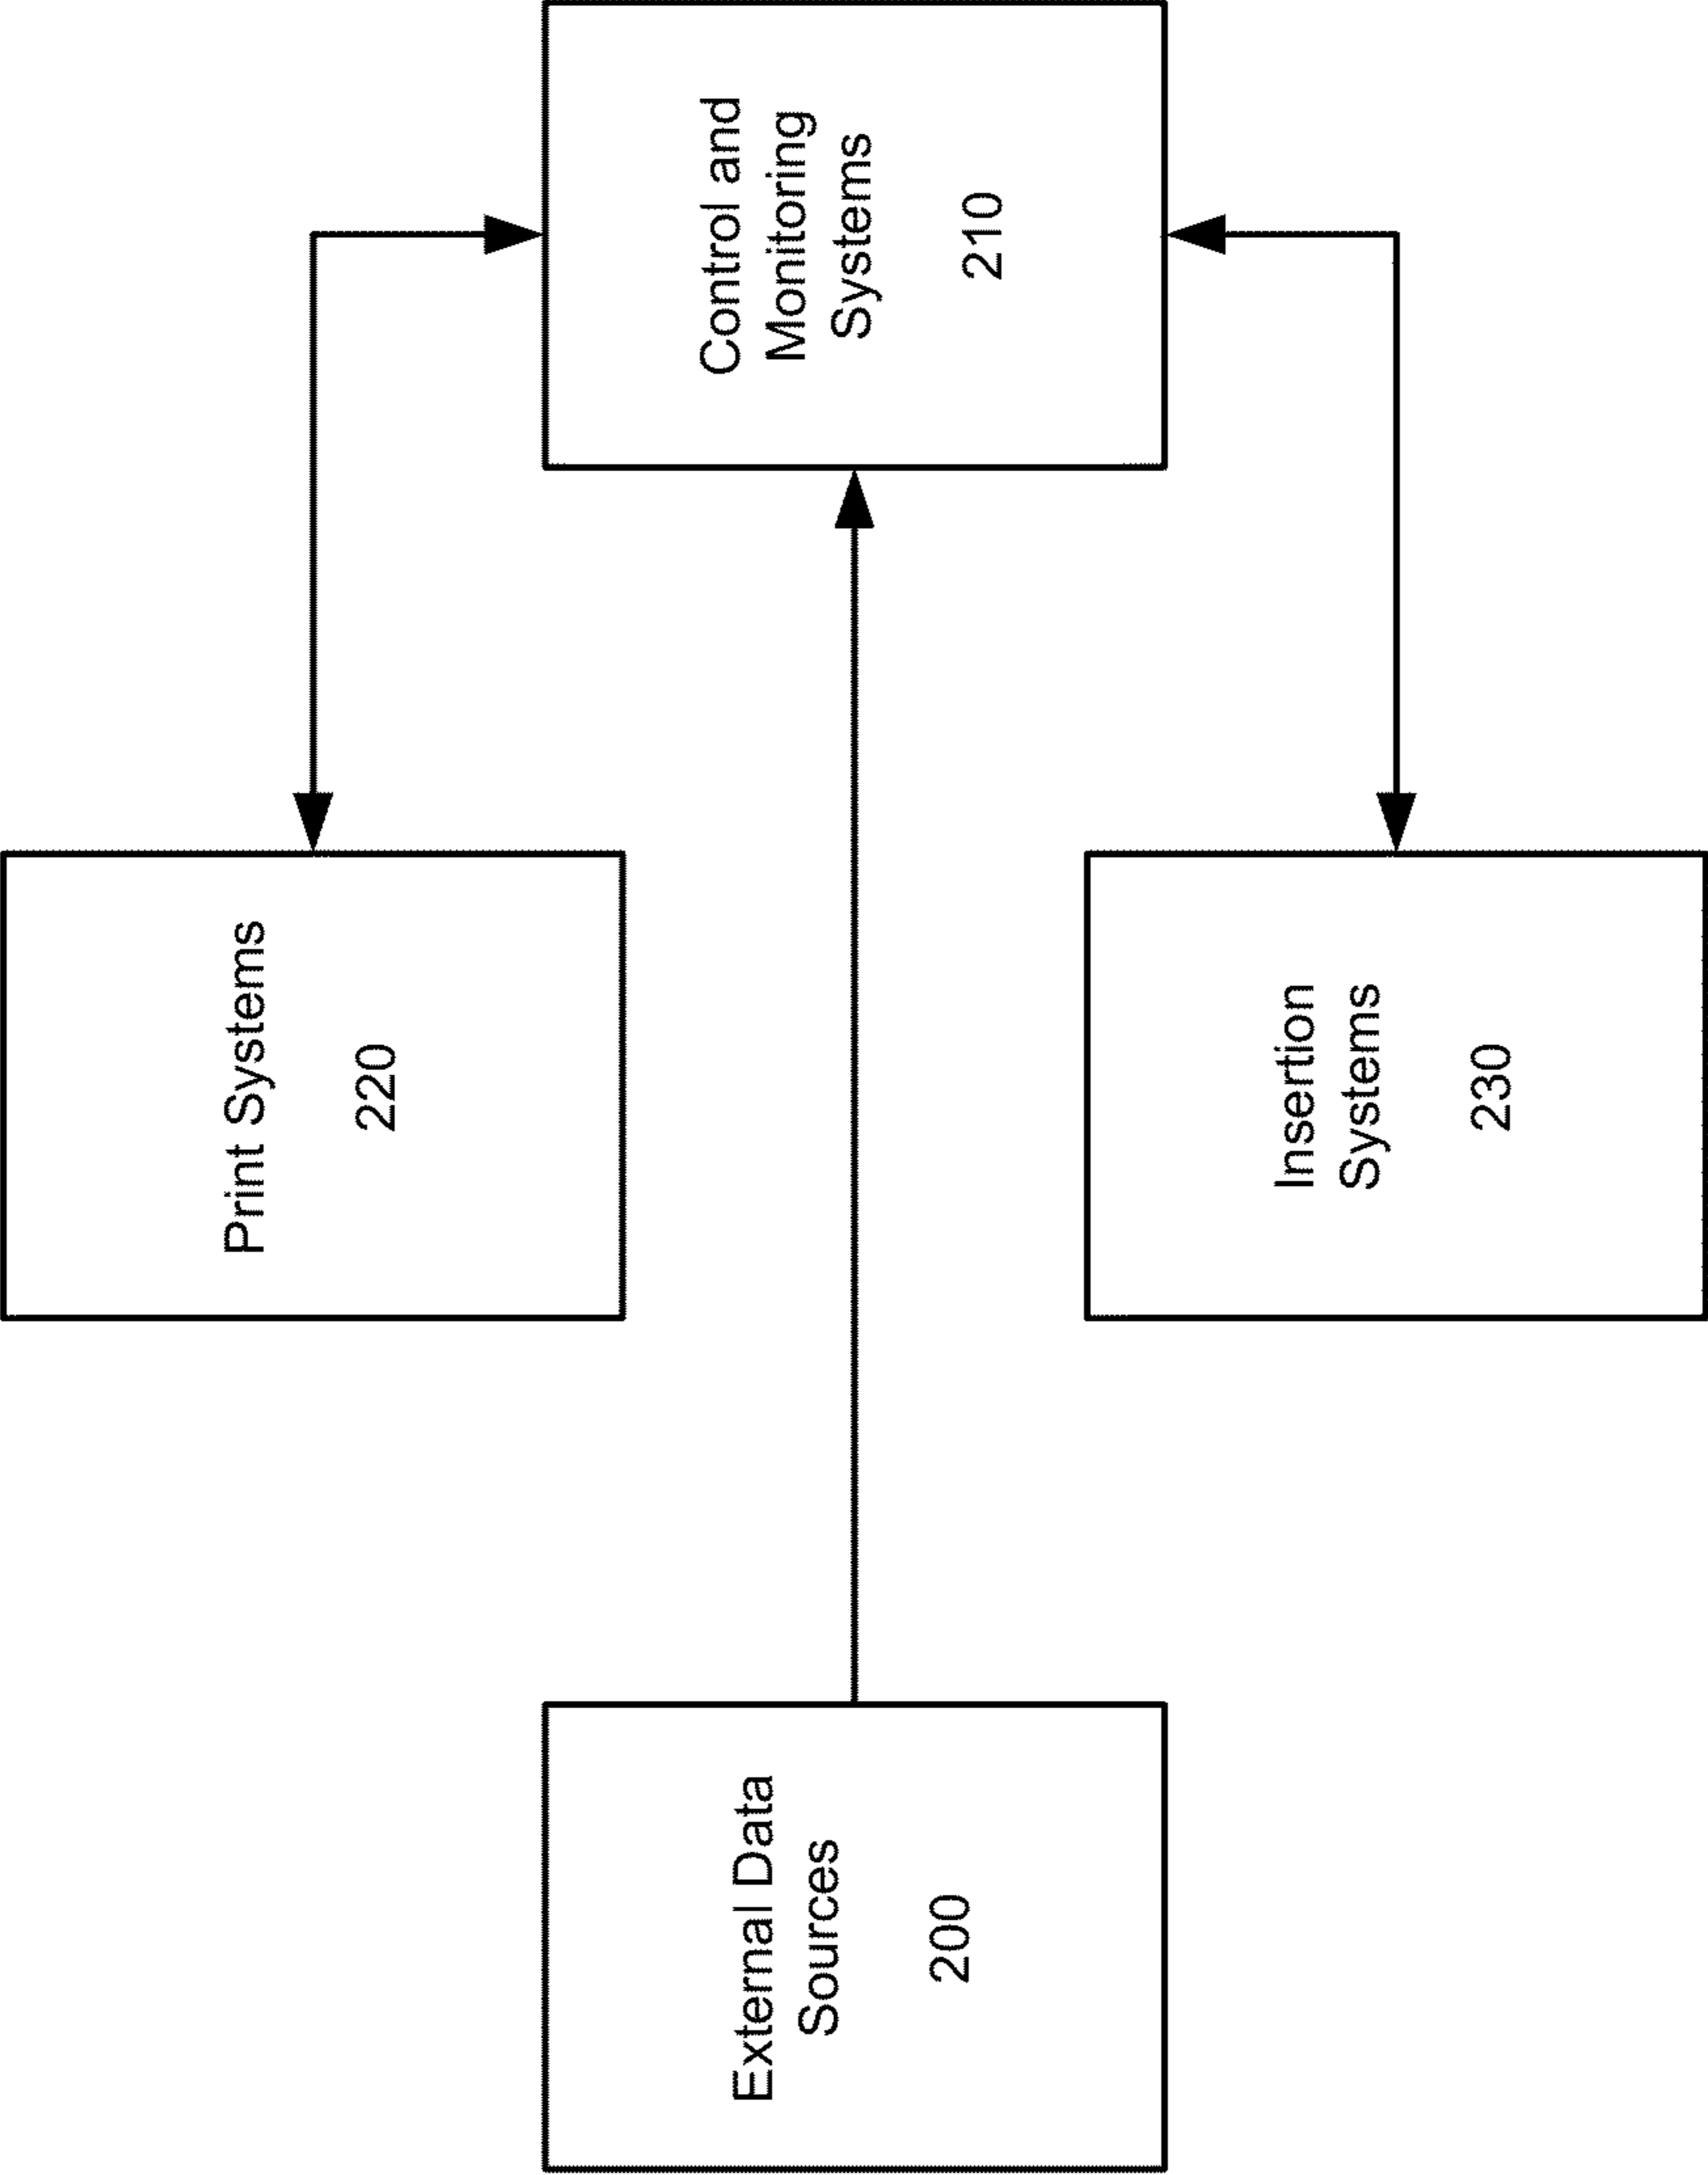 Print Systems
220
External Data
Sources
200
Control and
Monitoring
Systems
210
Insertion
Systems
230